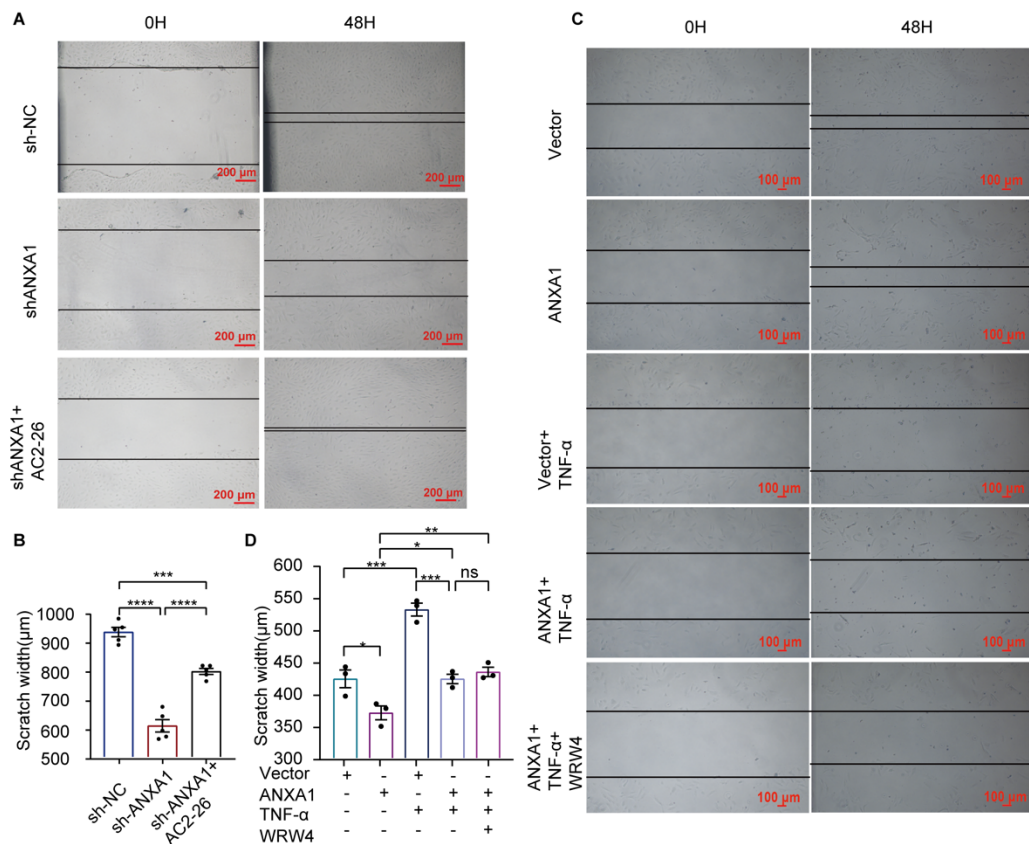 A
0H
48H
sh-NC
200 µm
200 µm
shANXA1
200 µm
200 µm
shANXA1+
AC2-26
200 µm
200 µm
B
Scratch width(µm)
1000
900
800
700
600
500
***
****
****
sh-NC
sh-ANXA1
sh-ANXA1+
AC2-26
D
Scratch width(µm)
600
550
500
450
400
350
300
**
*
***
***
ns
*
Vector + - + - -
ANXA1 - + - + +
TNF-α - - + + +
WRW4 - - - - +
C
0H
48H
Vector
100 µm
100 µm
ANXA1
100 µm
100 µm
Vector+
TNF-α
100 µm
100 µm
ANXA1+
TNF-α
100 µm
100 µm
ANXA1+
TNF-α+
WRW4
100 µm
100 µm